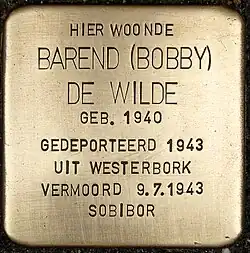 HIER WOONDE
BAREND (BOBBY)
DE WILDE
GEB. 1940
GEDEPORTEERD 1943
UIT WESTERBORK
VERMOORD 9.7.1943
SOBIBOR